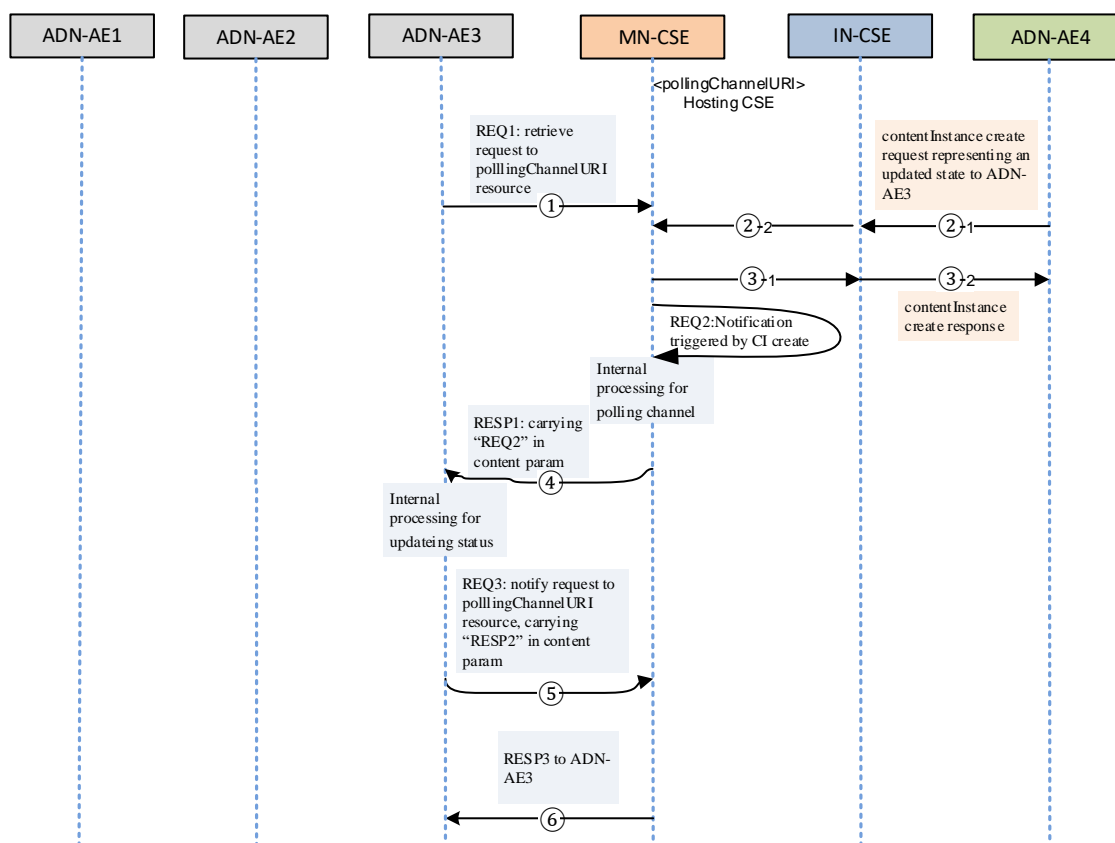 ADN-AE1
ADN-AE2
ADN-AE3
MN-CSE
IN-CSE
ADN-AE4
<pollingChannelURI>
Hosting CSE
REQ1: retrieve
request to
polllingChannelURI
resource
contentInstance create
request representing an
updated state to ADN-
AE3
1
2-2
2-1
3-1
3-2
contentInstance
create response
REQ2:Notification
triggered by CI create
Internal
processing for
polling channel
RESP1: carrying
“REQ2” in
content param
4
Internal
processing for
updateing status
REQ3: notify request to
polllingChannelURI
resource, carrying
“RESP2” in content
param
5
RESP3 to ADN-
AE3
6